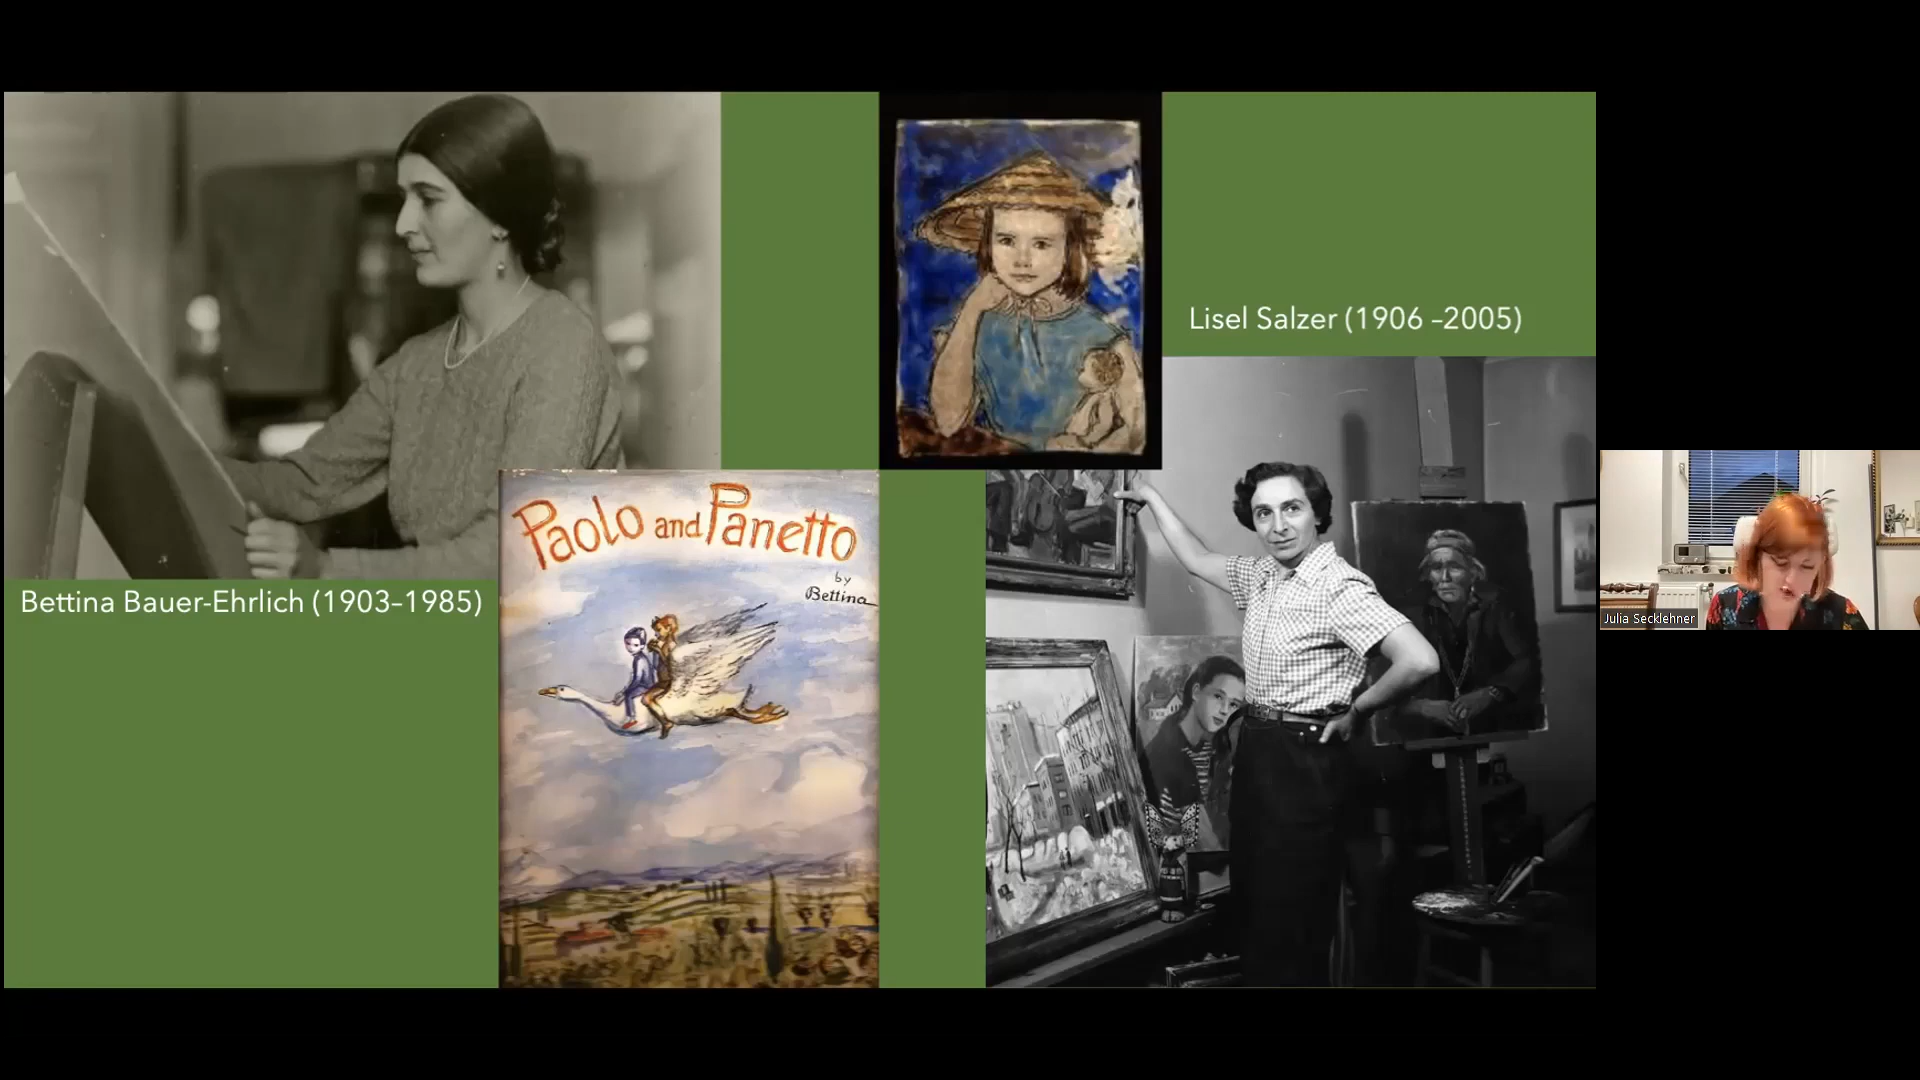 Bettina Bauer-Ehrlich (1903–1985)
Paolo and Panetto
by
Bettina
Lisel Salzer (1906 –2005)
Julia Secklehner